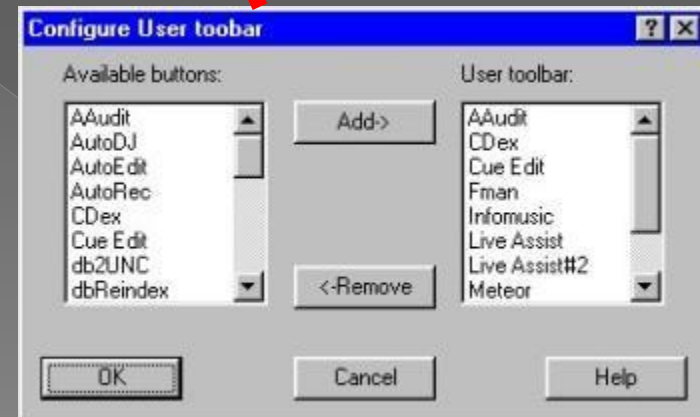 Configure User toobar
Available buttons:
AAudit
AutoDJ
AutoEdit
AutoRec
CDex
Cue Edit
db2UNC
dbReindex
Add->
<-Remove
User toolbar:
AAudit
CDex
Cue Edit
Fman
Infomusic
Live Assist
Live Assist#2
Meteor
OK
Cancel
Help